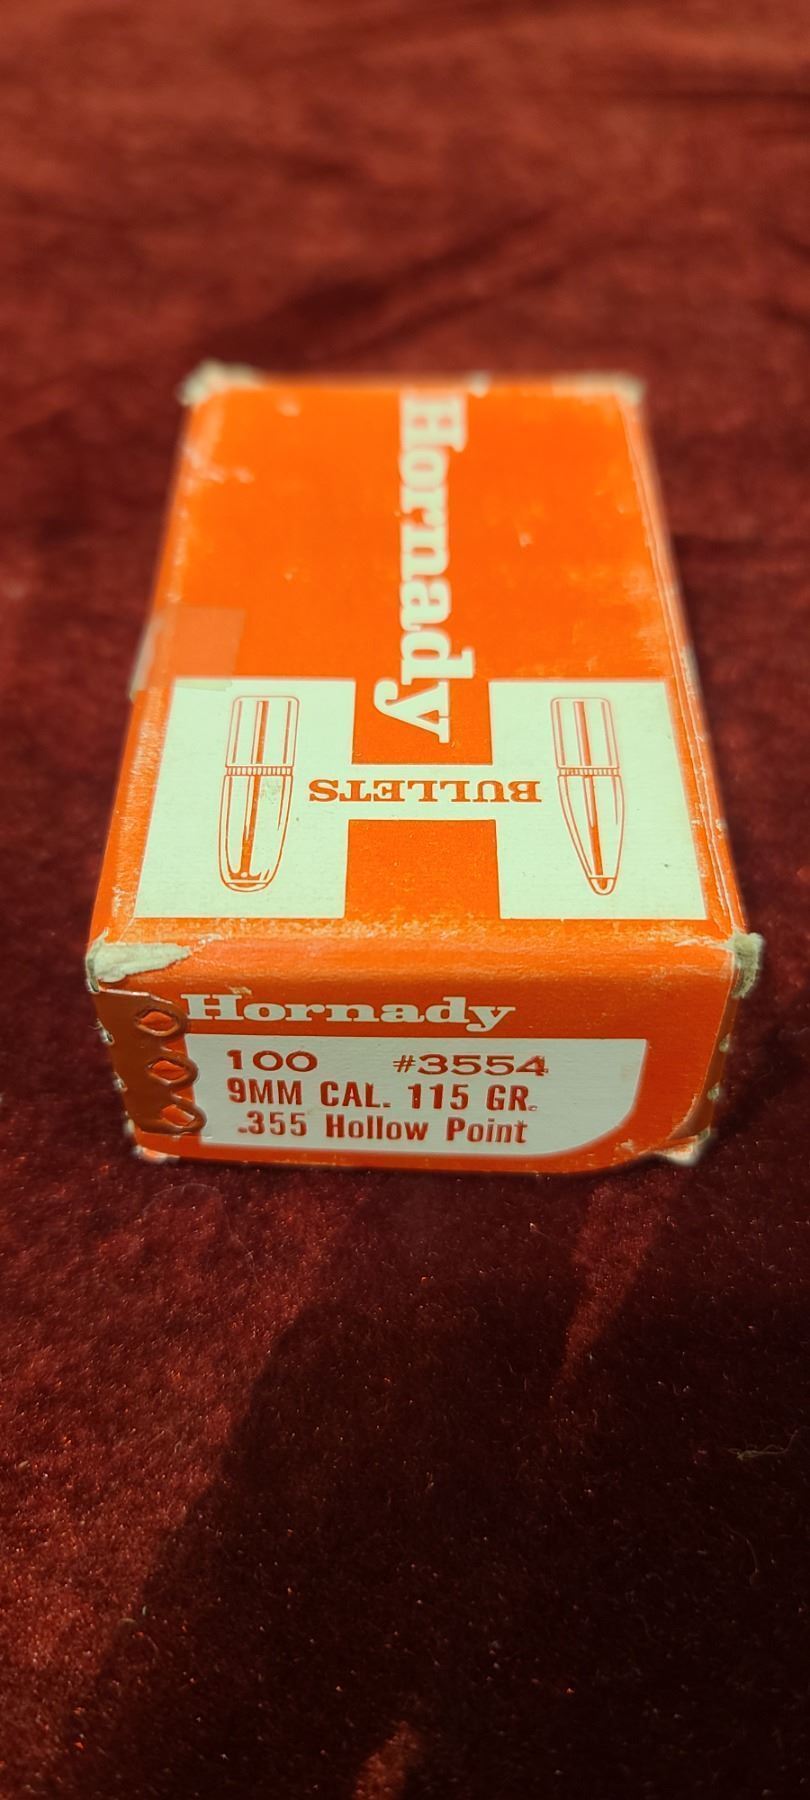 Hornady
BULLETS
Hornady
100 #3554
9MM CAL. 115 GR.
.355 Hollow Point